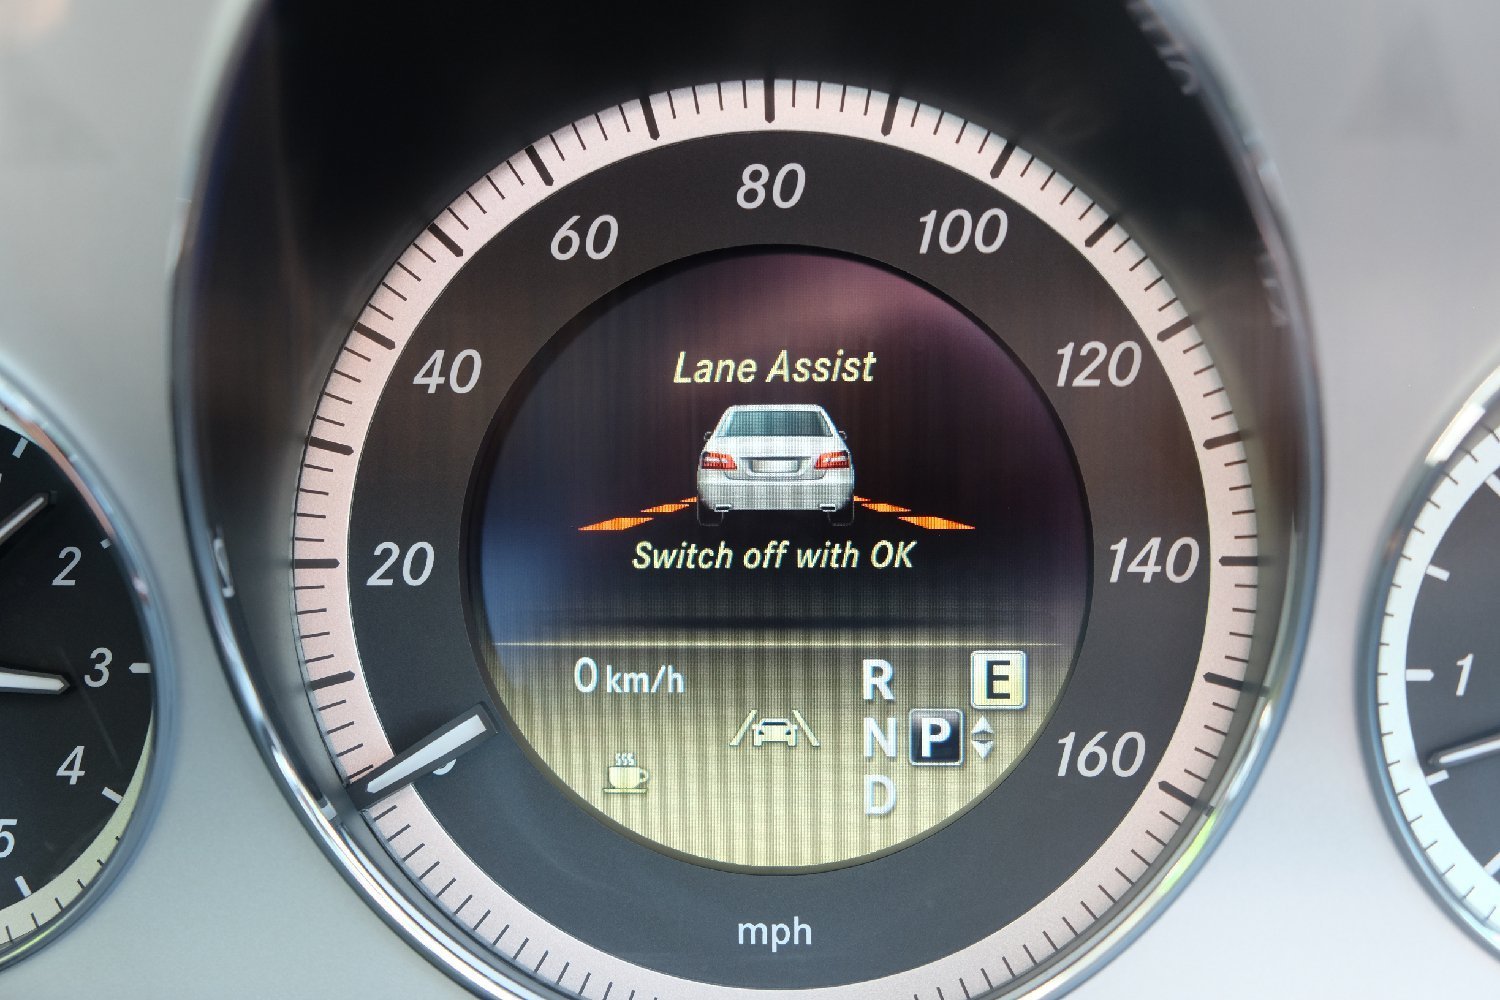 80
60
100
40
120
Lane Assist
Switch off with OK
20
140
0 km/h
R
E
N
P
D
160
mph
2
3
4
5
1